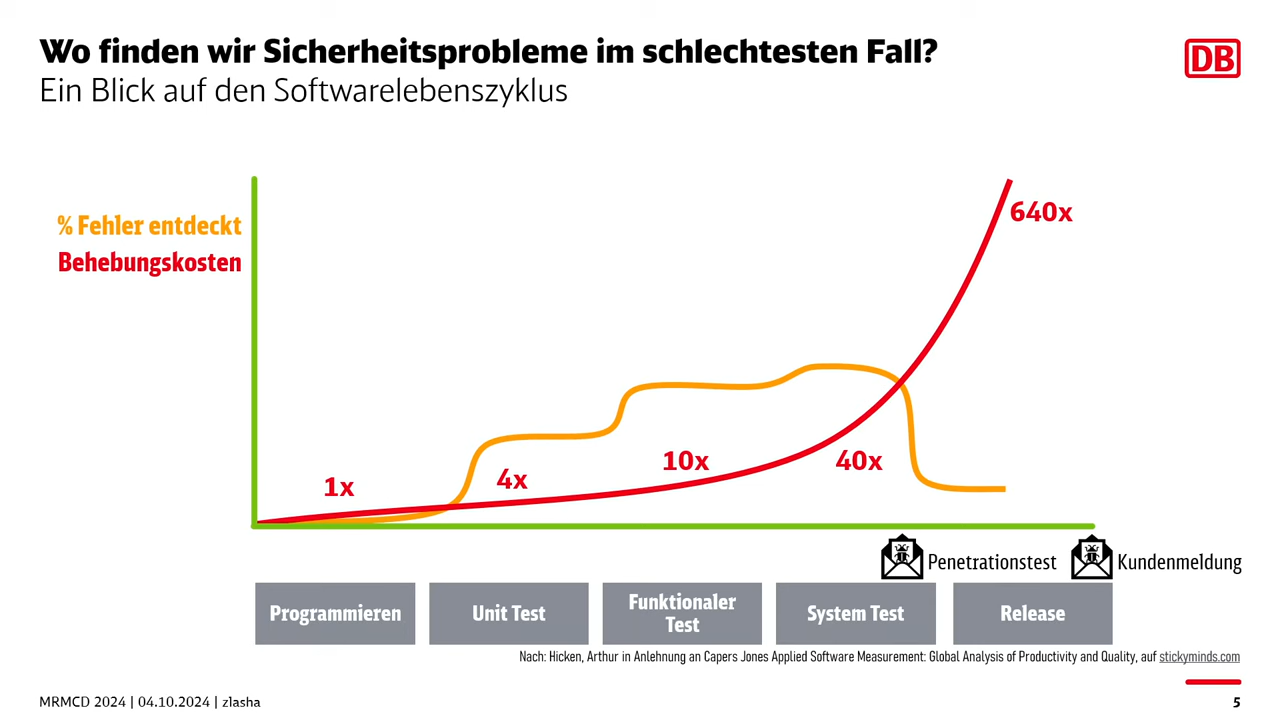 Wo finden wir Sicherheitsprobleme im schlechtesten Fall?
Ein Blick auf den Softwarelebenszyklus
DB
% Fehler entdeckt
Behebungskosten
640x
1x
4x
10x
40x
Penetrationstest
Kundenmeldung
Programmieren
Unit Test
Funktionaler
Test
System Test
Release
Nach: Hicken, Arthur in Anlehnung an Capers Jones Applied Software Measurement: Global Analysis of Productivity and Quality, auf stickyminds.com
MRMCD 2024 | 04.10.2024 | zlasha
5